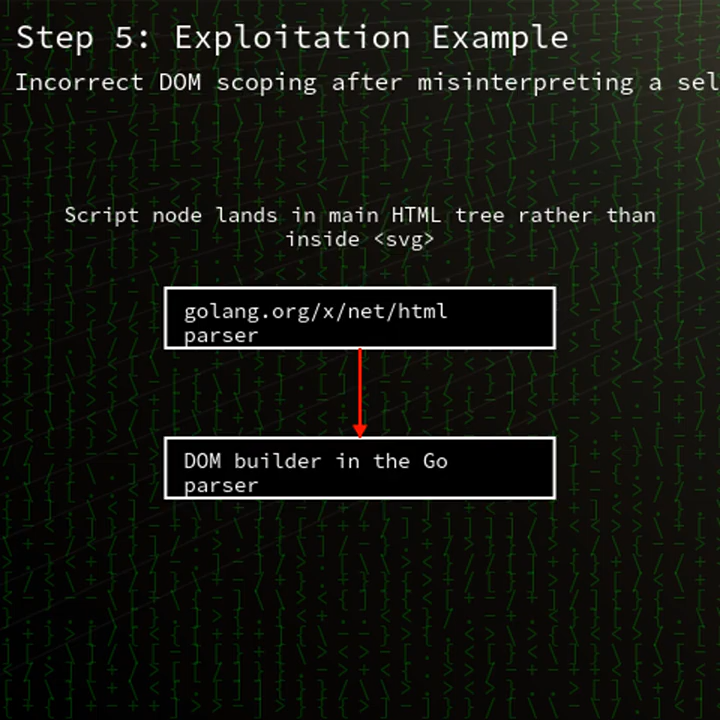 Step 5: Exploitation Example
Incorrect DOM scoping after misinterpreting a sel
Script node lands in main HTML tree rather than
inside <svg>
golang.org/x/net/html
parser
DOM builder in the Go
parser